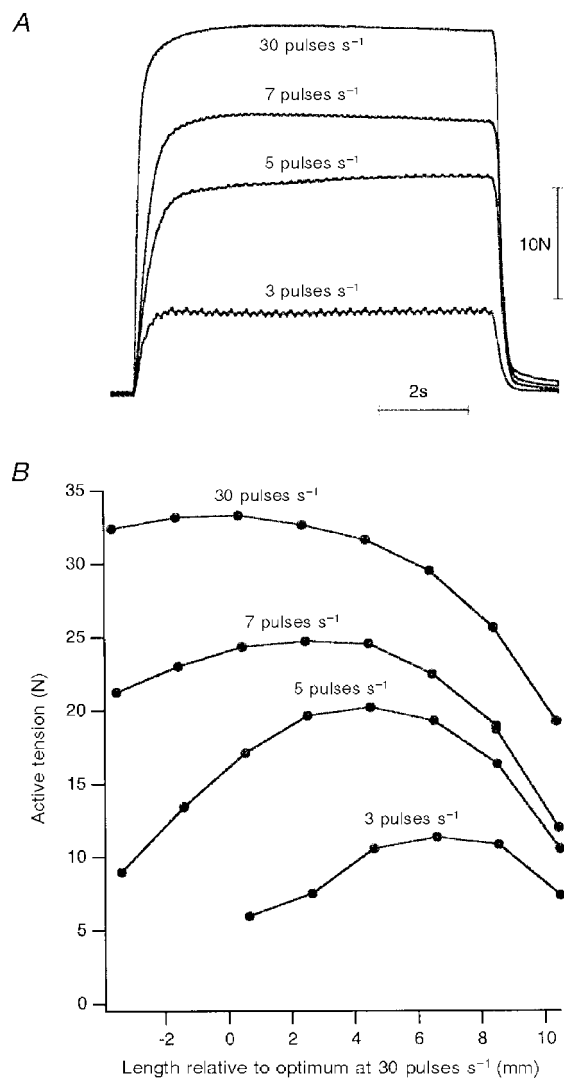 A
30 pulses s⁻¹
7 pulses s⁻¹
5 pulses s⁻¹
10N
3 pulses s⁻¹
2s
B
35
30
25
20
15
10
5
0
Active tension (N)
30 pulses s⁻¹
7 pulses s⁻¹
5 pulses s⁻¹
3 pulses s⁻¹
-2 0 2 4 6 8 10
Length relative to optimum at 30 pulses s⁻¹ (mm)